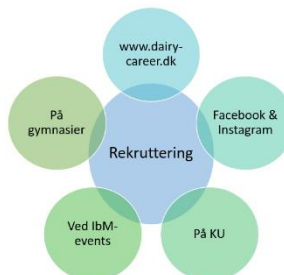 www.dairy-
career.dk
På
gymnasier
Facebook &
Instagram
Rekruttering
Ved IbM-
events
På KU